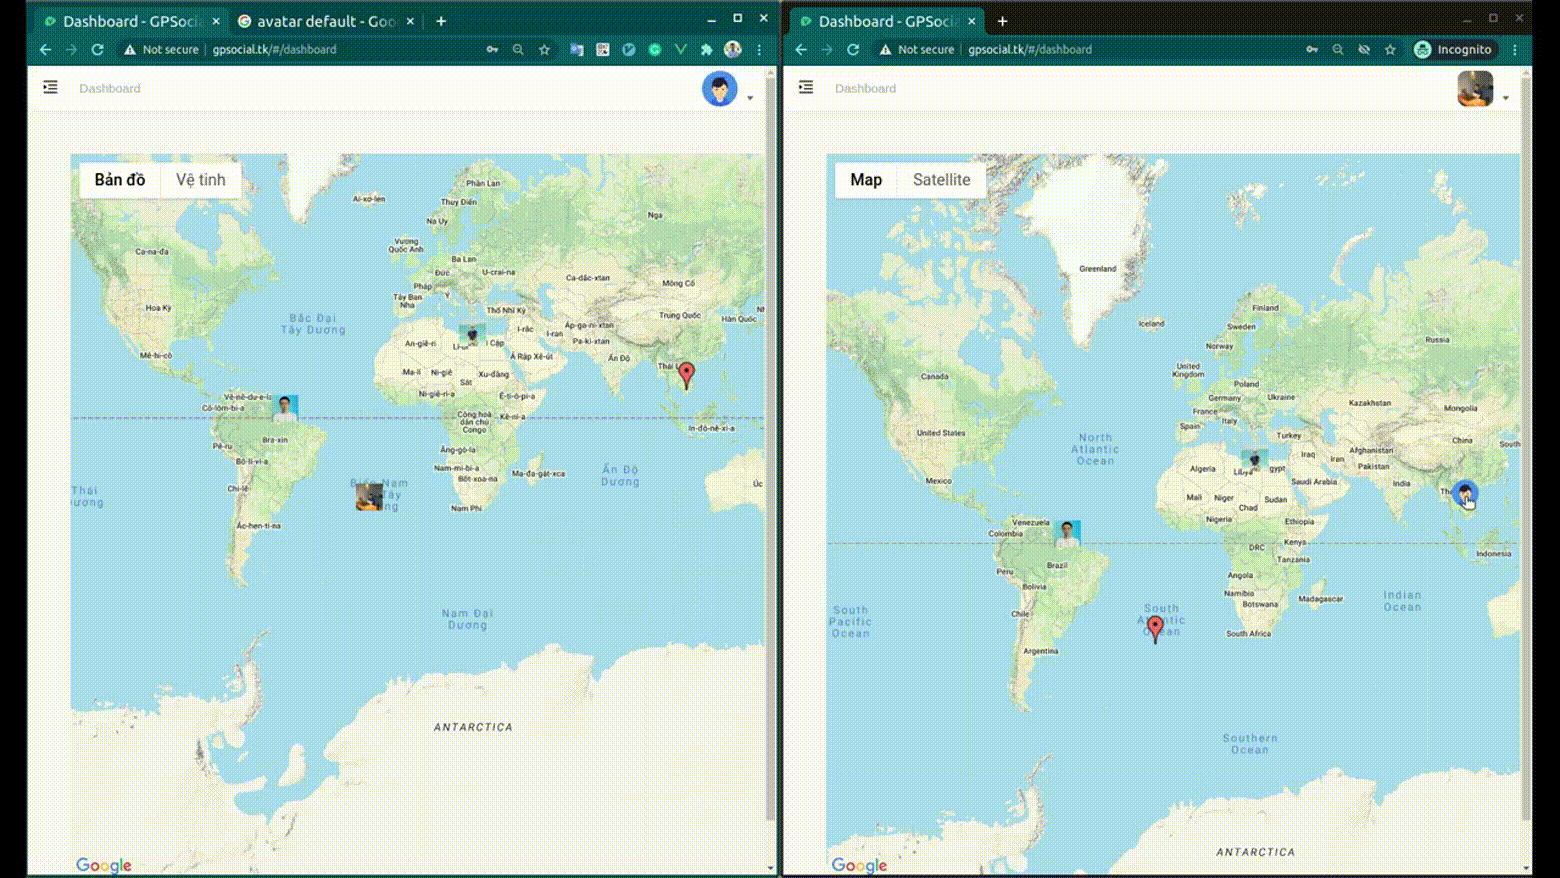 Dashboard - GPSocia
avatar default - Goo
Not secure
gpsocial.tk/#/dashboard
Dashboard
Bản đồ
Vệ tinh
Phần Lan
Ai-xơ-len
Thụy Điển
Nga
Na Uy
Vương
Quốc Anh
Ca-na-đa
Ba Lan
Đức
U-crai-na
Ca-dắc-xtan
Pháp
Mông Cổ
Tây Ban
Nha
Hoa Kỳ
Thổ Nhĩ Kỳ
Trung Quốc
Bắc Đại
Tây Dương
Hàn Quốc
I-rắc
Áp-ga-ni-xtan
I-ran
Pa-ki-xtan
An-giê-ri
Cập
Ả Rập Xê-út
Ấn Độ
Mê-hi-cô
Thái
Ma-li
Ni-giê
Xu-đăng
Sát
Ni-giê-ri-a
Ê-ti-ô-pi-a
Vê-nê-du-e-la
Cô-lôm-bi-a
Cộng hoà
dân chủ
Congo
Kê-ni-a
In-đô-nê-xi-a
Bra-xin
Pê-ru
Ăng-gô-la
Bô-li-vi-a
Nam-mi-bi-a
Bốt-xoa-na
Ma-đa-gát-xca
Ấn Độ
Dương
Chi-lê
Nam
Tây
Thái
Úc
Nam Phi
Ác-hen-ti-na
Nam Đại
Dương
ANTARCTICA
Google
Dashboard - GPSocia
Not secure
gpsocial.tk/#/dashboard
Incognito
Dashboard
Map
Satellite
Greenland
Finland
Iceland
Sweden
Russia
Norway
United
Kingdom
Canada
Poland
Germany
Ukraine
Kazakhstan
France
Mongolia
Italy
Spain
United States
Turkey
China
South
North
Atlantic
Ocean
Iraq
Afghanistan
Iran
Pakistan
Algeria
Libya
gypt
Saudi Arabia
India
Mexico
Mali
Niger
Sudan
Chad
Nigeria
Ethiopia
Venezuela
Colombia
DRC
Kenya
Indonesia
Tanzania
Peru
Brazil
Angola
Bolivia
Namibia
Botswana
Madagascar
Indian
Ocean
South
Pacific
Ocean
Chile
South
Atlantic
Ocean
South Africa
Argentina
Southern
Ocean
ANTARCTICA
Google